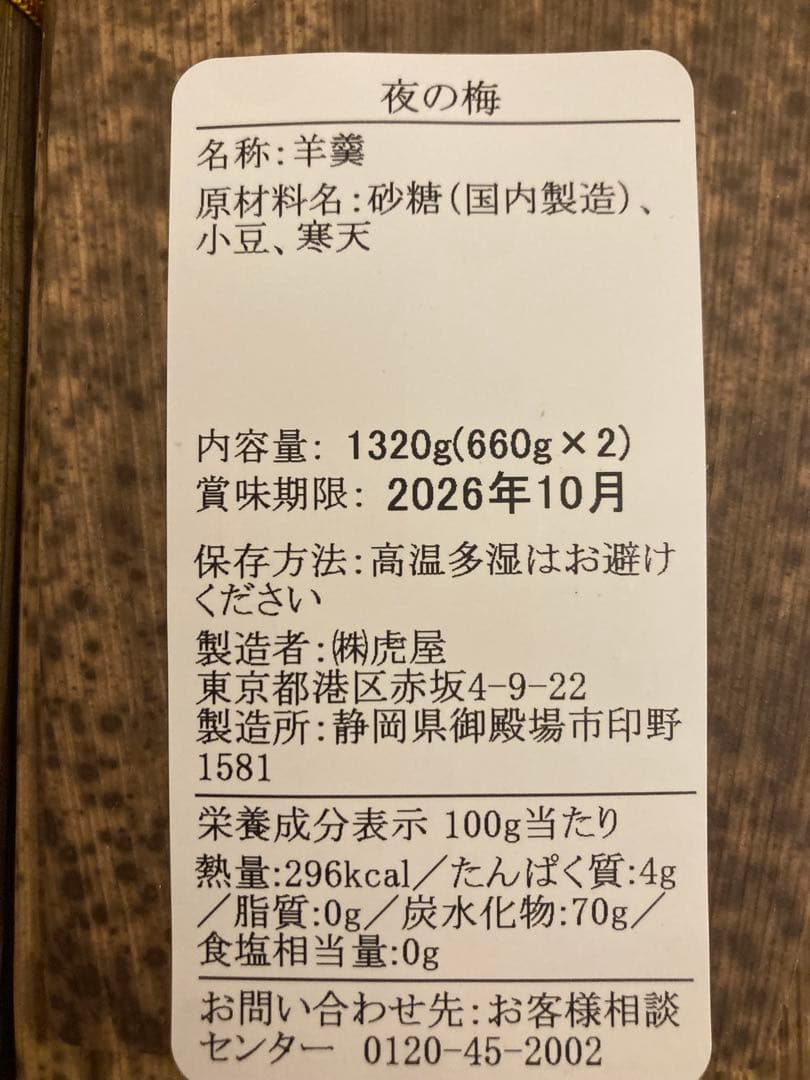 夜の梅
名称:羊羹
原材料名:砂糖(国内製造)、
小豆、寒天
内容量: 1320g(660g×2)
賞味期限: 2026年10月
保存方法:高温多湿はお避け
ください
製造者:㈱虎屋
東京都港区赤坂4-9-22
製造所:静岡県御殿場市印野
1581
栄養成分表示 100g当たり
熱量:296kcal／たんぱく質:4g
／脂質:0g／炭水化物:70g／
食塩相当量:0g
お問い合わせ先:お客様相談
センター 0120-45-2002